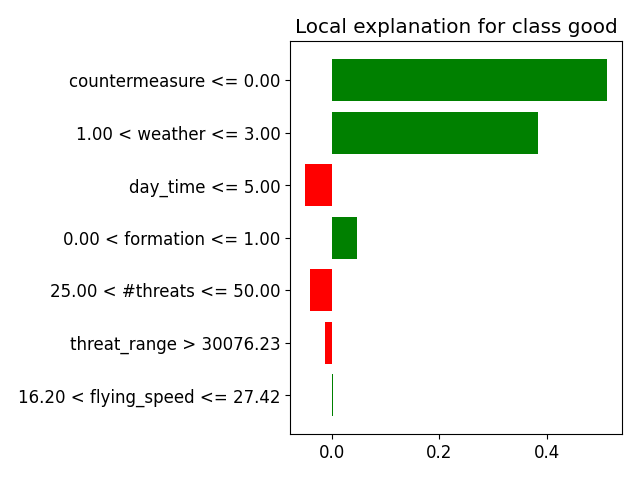 Local explanation for class good
countermeasure <= 0.00
1.00 < weather <= 3.00
day_time <= 5.00
0.00 < formation <= 1.00
25.00 < #threats <= 50.00
threat_range > 30076.23
16.20 < flying_speed <= 27.42
0.0 0.2 0.4